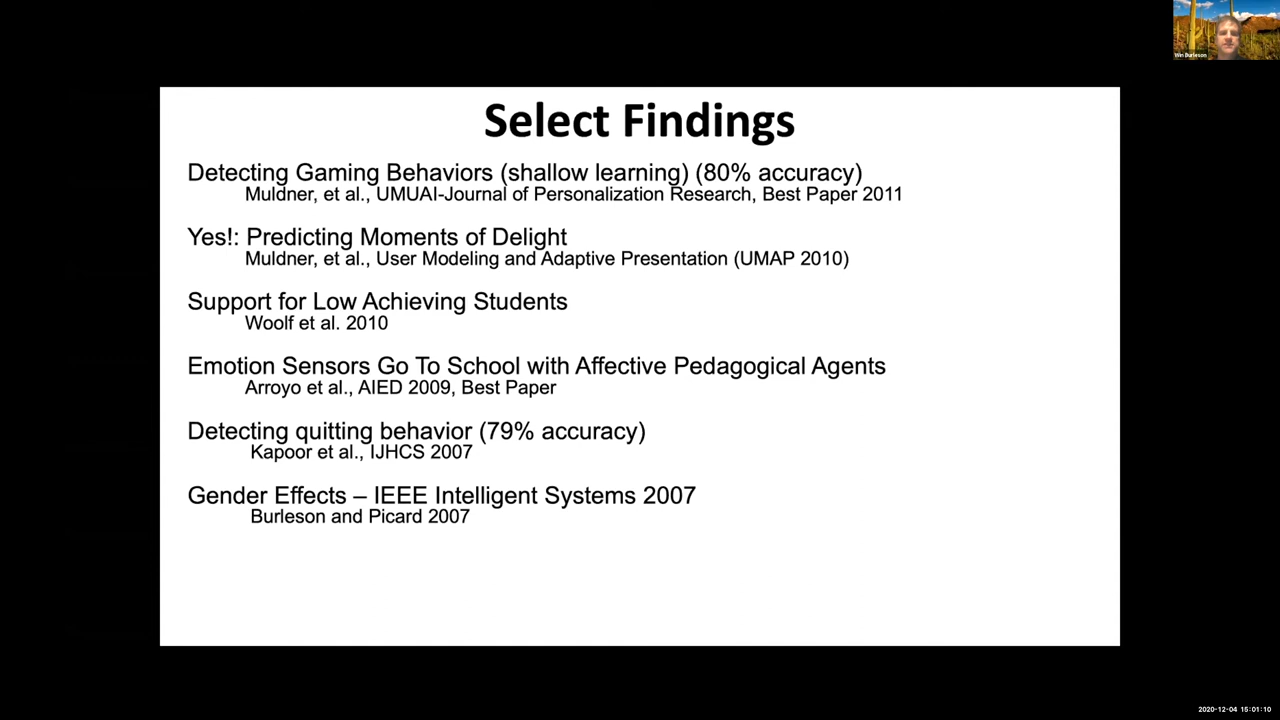 Win Burleson
Select Findings
Detecting Gaming Behaviors (shallow learning) (80% accuracy)
Muldner, et al., UMUAI-Journal of Personalization Research, Best Paper 2011
Yes!: Predicting Moments of Delight
Muldner, et al., User Modeling and Adaptive Presentation (UMAP 2010)
Support for Low Achieving Students
Woolf et al. 2010
Emotion Sensors Go To School with Affective Pedagogical Agents
Arroyo et al., AIED 2009, Best Paper
Detecting quitting behavior (79% accuracy)
Kapoor et al., IJHCS 2007
Gender Effects – IEEE Intelligent Systems 2007
Burleson and Picard 2007
2020-12-04 15:01:10